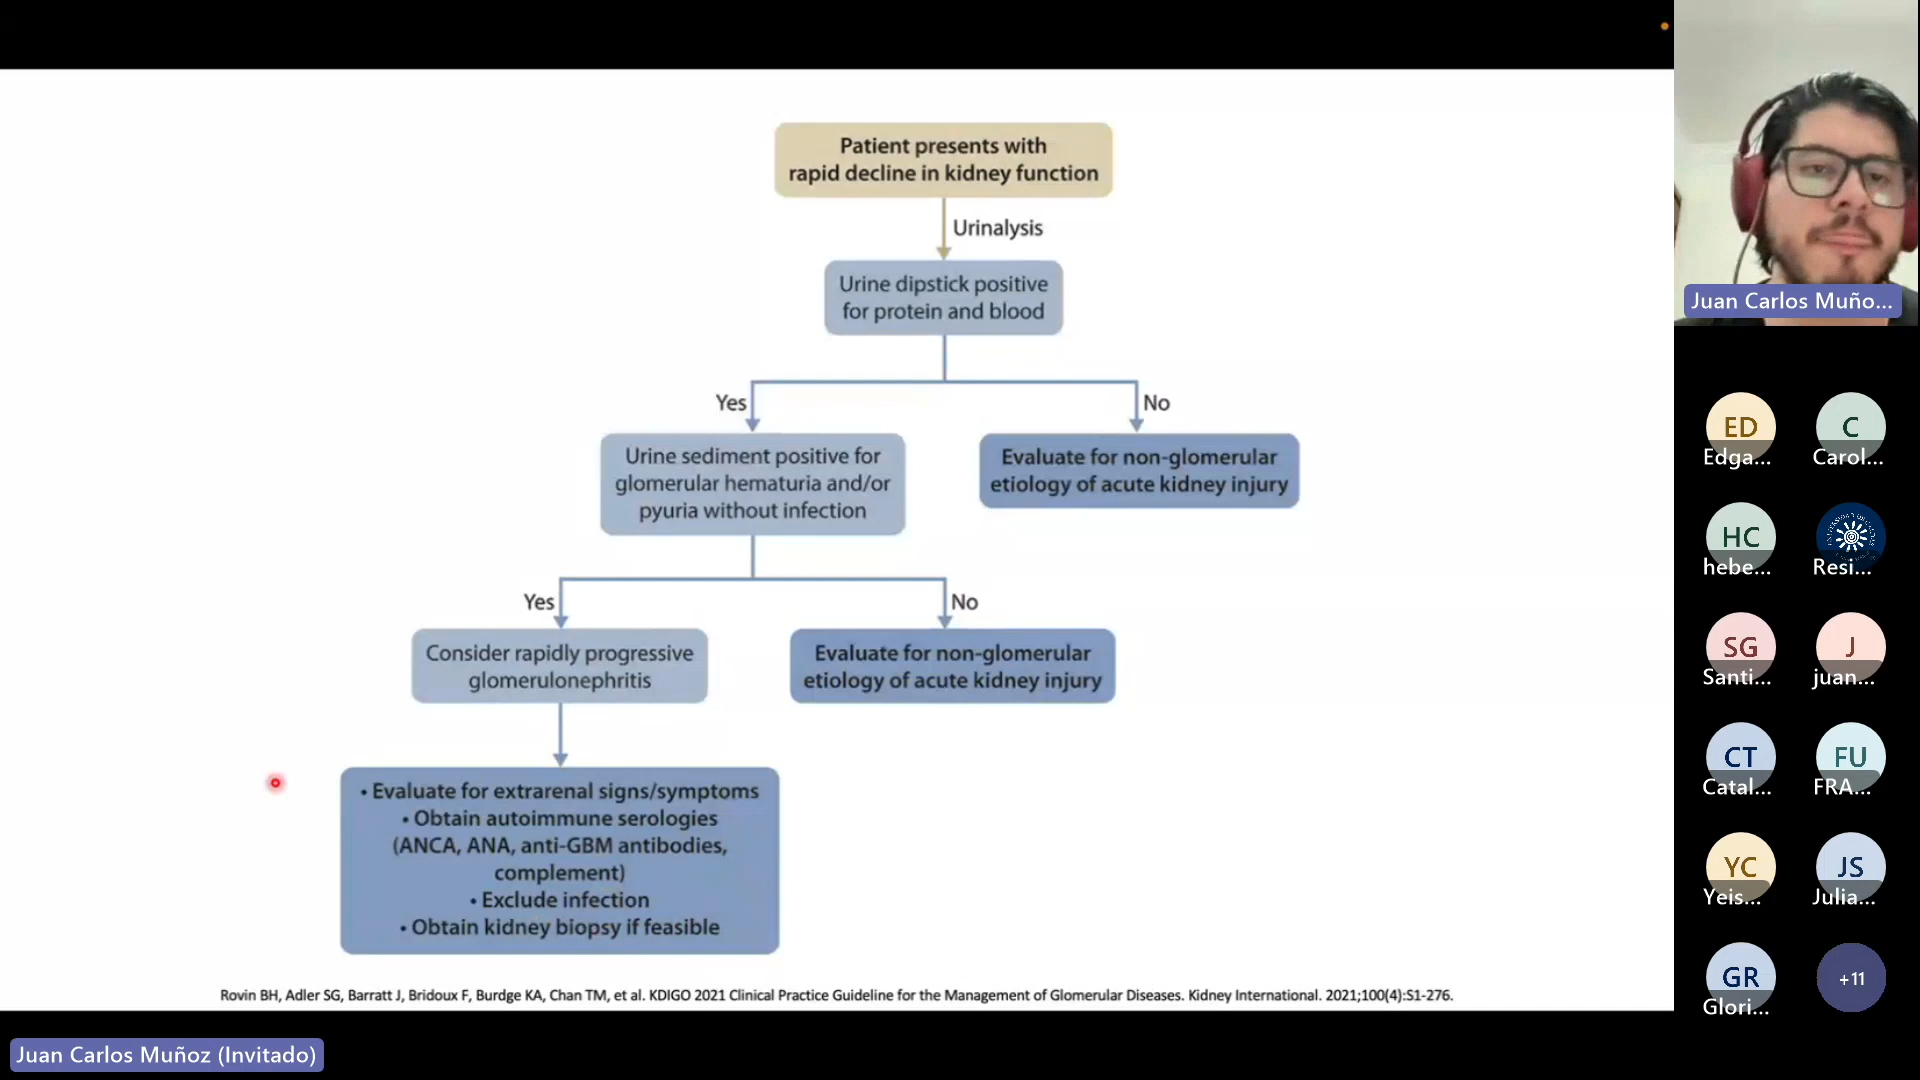 Patient presents with
rapid decline in kidney function
Urinalysis
Urine dipstick positive
for protein and blood
Yes
No
Urine sediment positive for
glomerular hematuria and/or
pyuria without infection
Evaluate for non-glomerular
etiology of acute kidney injury
Yes
No
Consider rapidly progressive
glomerulonephritis
Evaluate for non-glomerular
etiology of acute kidney injury
• Evaluate for extrarenal signs/symptoms
• Obtain autoimmune serologies
(ANCA, ANA, anti-GBM antibodies,
complement)
• Exclude infection
• Obtain kidney biopsy if feasible
Rovin BH, Adler SG, Barratt J, Bridoux F, Burdge KA, Chan TM, et al. KDIGO 2021 Clinical Practice Guideline for the Management of Glomerular Diseases. Kidney International. 2021;100(4):S1-276.
Juan Carlos Muñoz (Invitado)
Juan Carlos Muño...
ED
Edga...
C
Carol...
HC
hebe...
Resi...
SG
Santi...
J
juan...
CT
Catal...
FU
FRA...
YC
Yeis...
JS
Julia...
GR
Glori...
+11